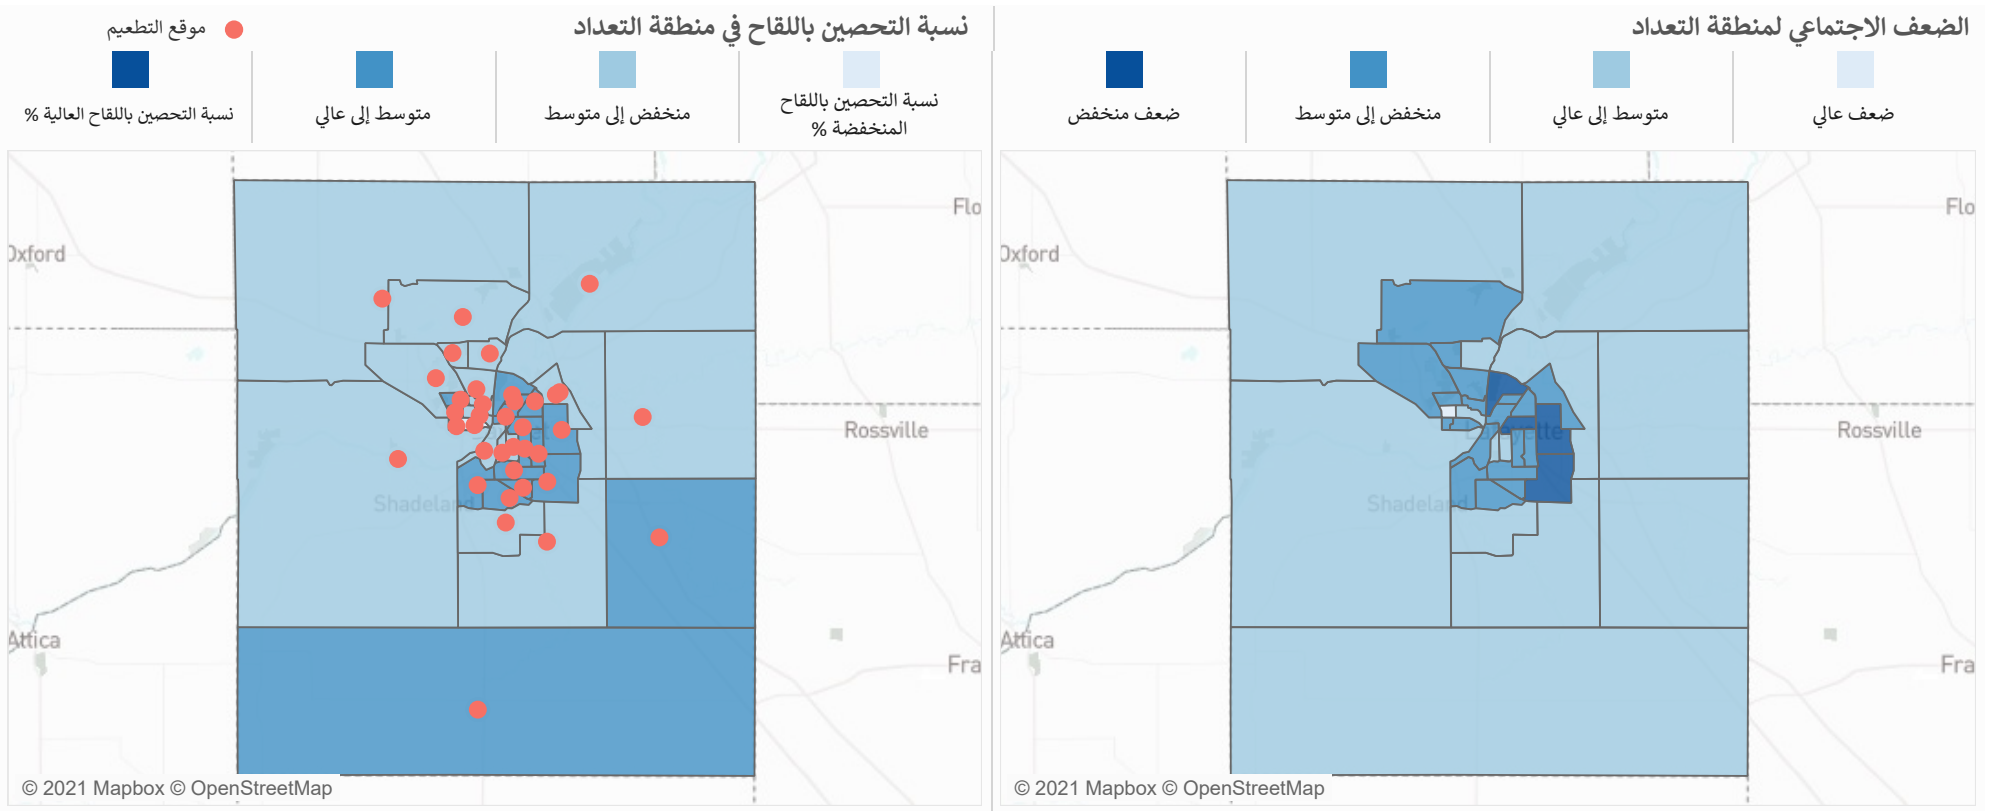 الضعف الاجتماعي لمنطقة التعداد
ضعف عالي
متوسط إلى عالي
منخفض إلى متوسط
ضعف منخفض
Flo
Oxford
Rossville
Lafayette
Shadeland
Attica
Fra
© 2021 Mapbox © OpenStreetMap
نسبة التحصين باللقاح في منطقة التعداد
موقع التطعيم
نسبة التحصين باللقاح
المنخفضة %
منخفض إلى متوسط
متوسط إلى عالي
نسبة التحصين باللقاح العالية %
Flo
Oxford
Rossville
Shadeland
Attica
Fra
© 2021 Mapbox © OpenStreetMap